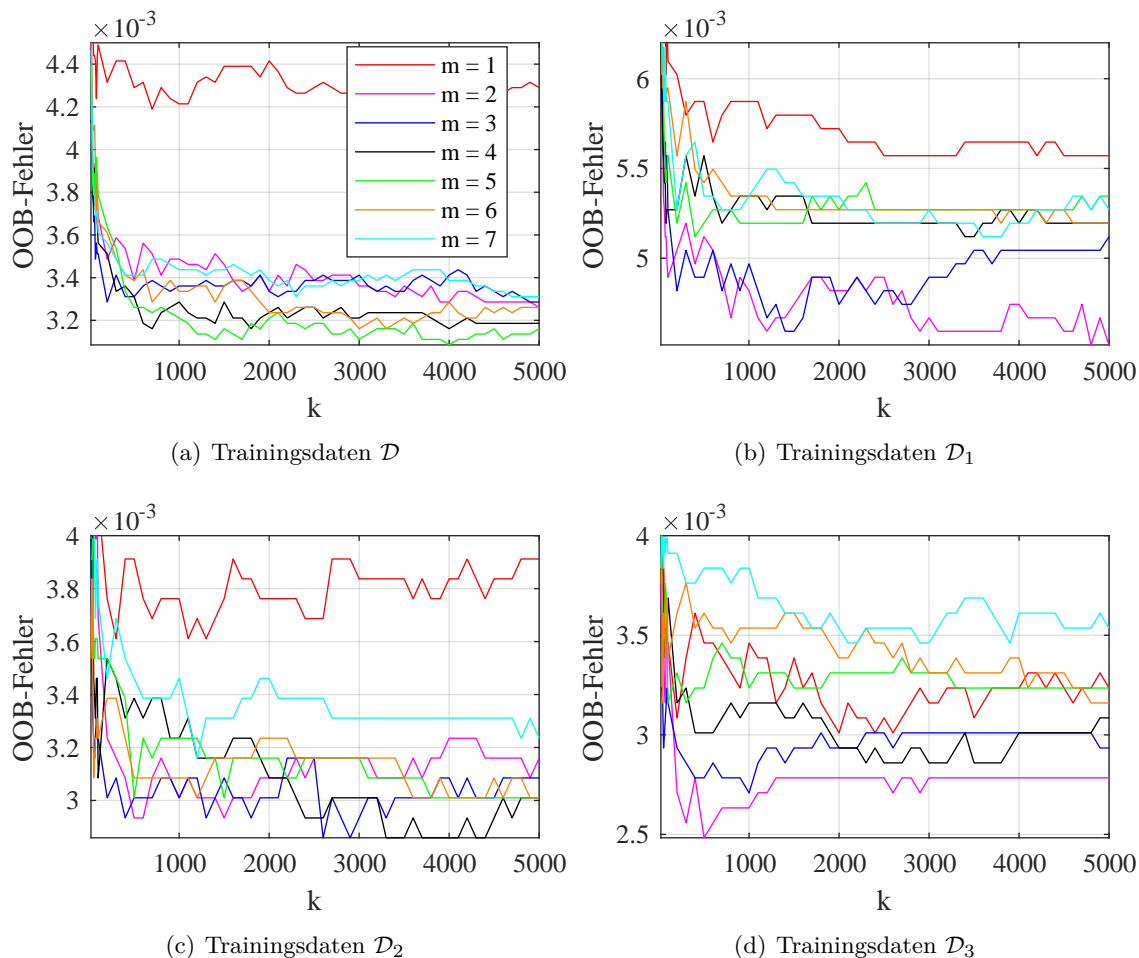 ×10⁻³
4.4
4.2
4
3.8
3.6
3.4
3.2
OOB-Fehler
1000 2000 3000 4000 5000
k
m = 1
m = 2
m = 3
m = 4
m = 5
m = 6
m = 7
(a) Trainingsdaten 𝒟
×10⁻³
6
5.5
5
OOB-Fehler
1000 2000 3000 4000 5000
k
(b) Trainingsdaten 𝒟₁
×10⁻³
4
3.8
3.6
3.4
3.2
3
OOB-Fehler
1000 2000 3000 4000 5000
k
(c) Trainingsdaten 𝒟₂
×10⁻³
4
3.5
3
2.5
OOB-Fehler
1000 2000 3000 4000 5000
k
(d) Trainingsdaten 𝒟₃